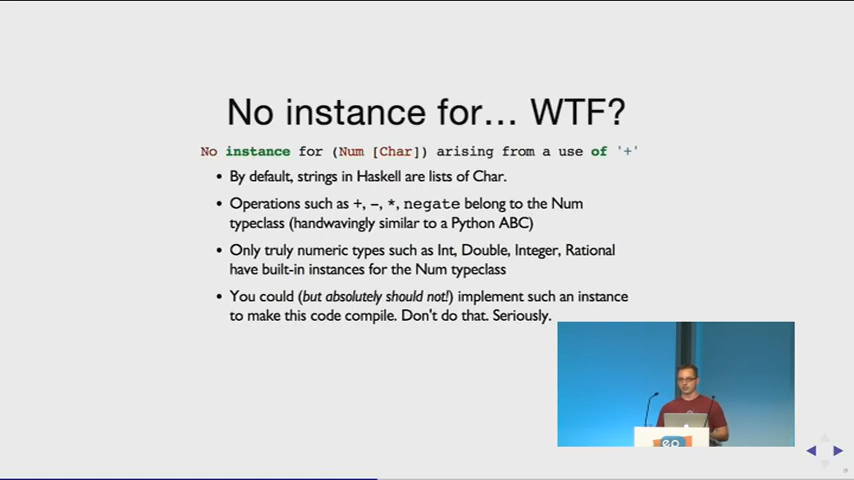 No instance for... WTF?
No instance for (Num [Char]) arising from a use of '+'
• By default, strings in Haskell are lists of Char.
• Operations such as +, -, *, negate belong to the Num
typeclass (handwavingly similar to a Python ABC)
• Only truly numeric types such as Int, Double, Integer, Rational
have built-in instances for the Num typeclass
• You could (but absolutely should not!) implement such an instance
to make this code compile. Don't do that. Seriously.
ep